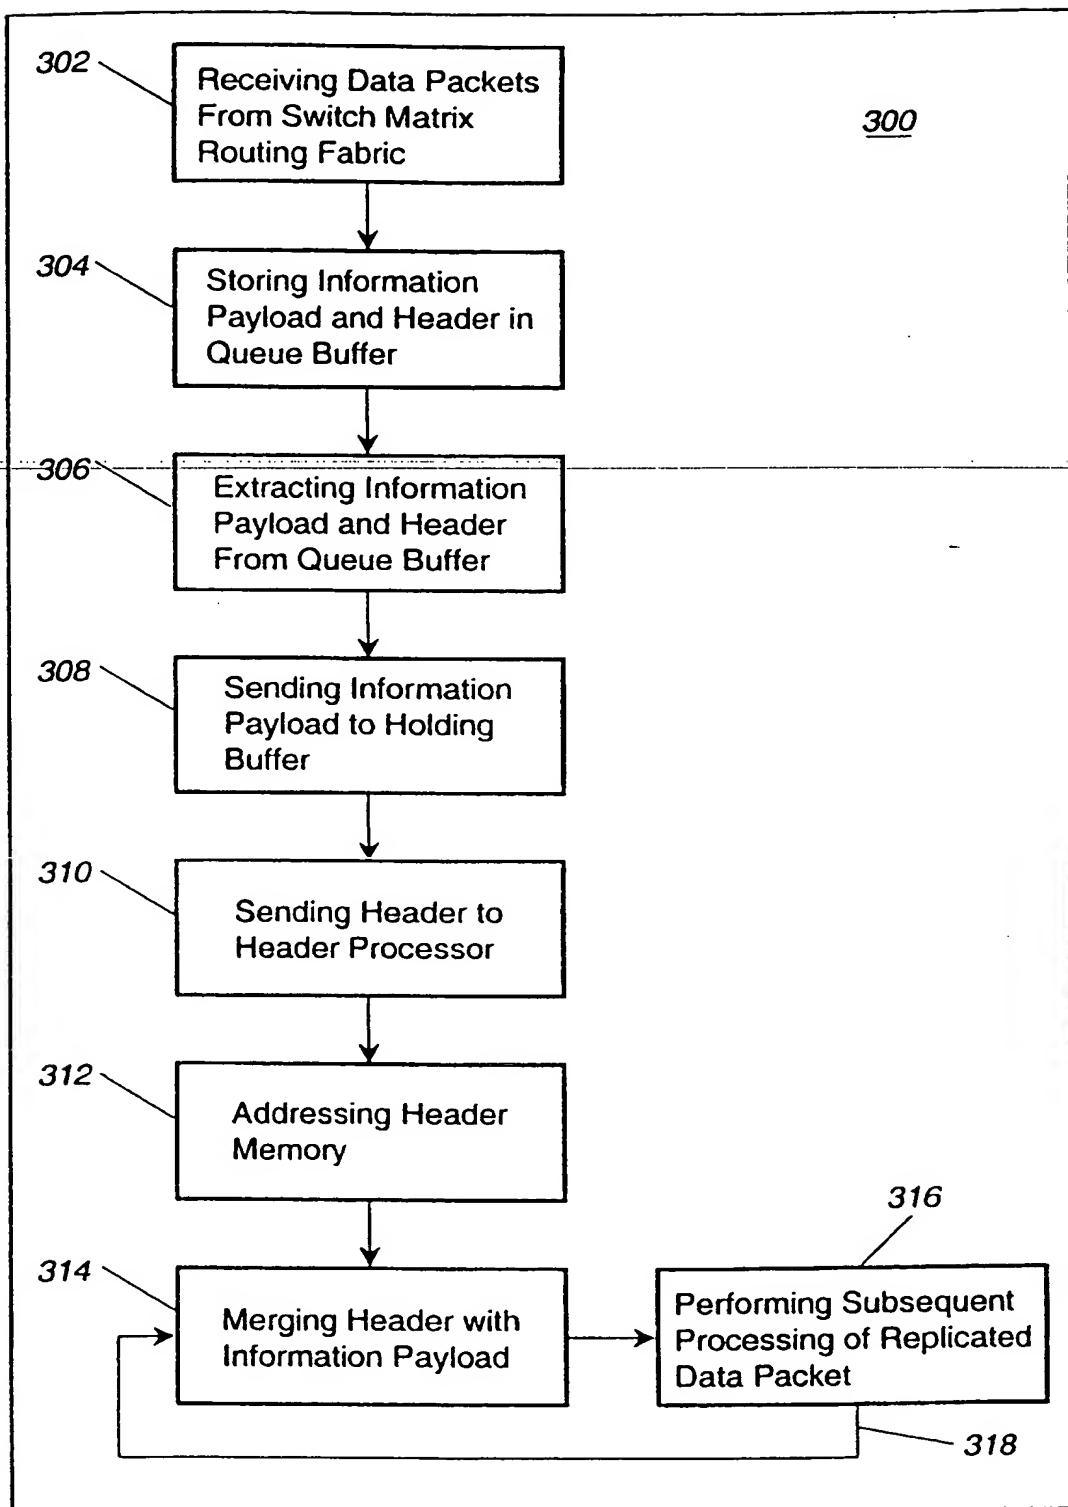 302
Receiving Data Packets
From Switch Matrix
Routing Fabric
300
304
Storing Information
Payload and Header in
Queue Buffer
306
Extracting Information
Payload and Header
From Queue Buffer
308
Sending Information
Payload to Holding
Buffer
310
Sending Header to
Header Processor
312
Addressing Header
Memory
316
314
Merging Header with
Information Payload
Performing Subsequent
Processing of Replicated
Data Packet
318